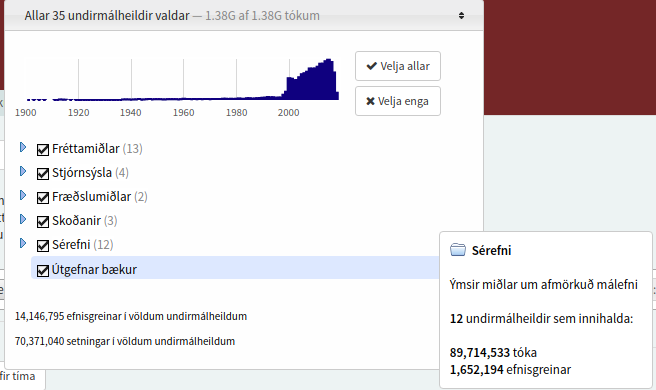 Allar 35 undirmálheildir valdar — 1.38G af 1.38G tókum
Velja allar
Velja enga
1900 1920 1940 1960 1980 2000
Fréttamiðlar (13)
Stjórnsýsla (4)
Fræðslumiðlar (2)
Skoðanir (3)
Sérefni (12)
Útgefnar bækur
14,146,795 efnisgreinar í völdum undirmálheildum
70,371,040 setningar í völdum undirmálheildum
Sérefni
Ýmsir miðlar um afmörkuð málefni
12 undirmálheildir sem innihalda:
89,714,533 tóka
1,652,194 efnisgreinar
fir tíma